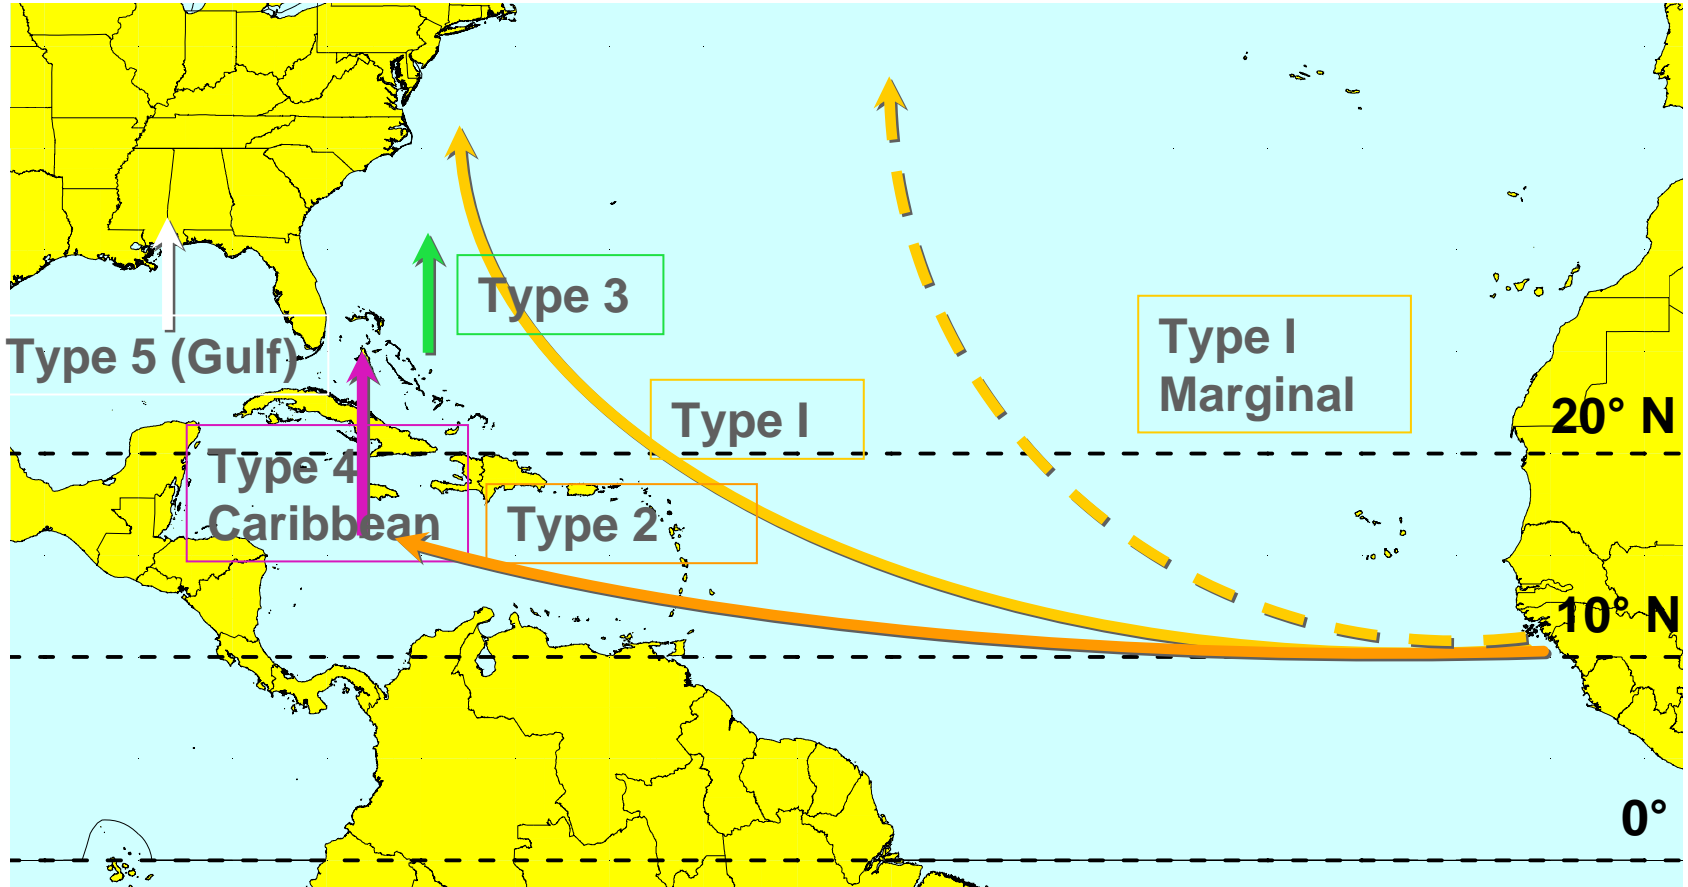 Type 3
Type 5 (Gulf)
Type I
Marginal
Type I
20° N
Type 4
Caribbean
Type 2
10° N
0°